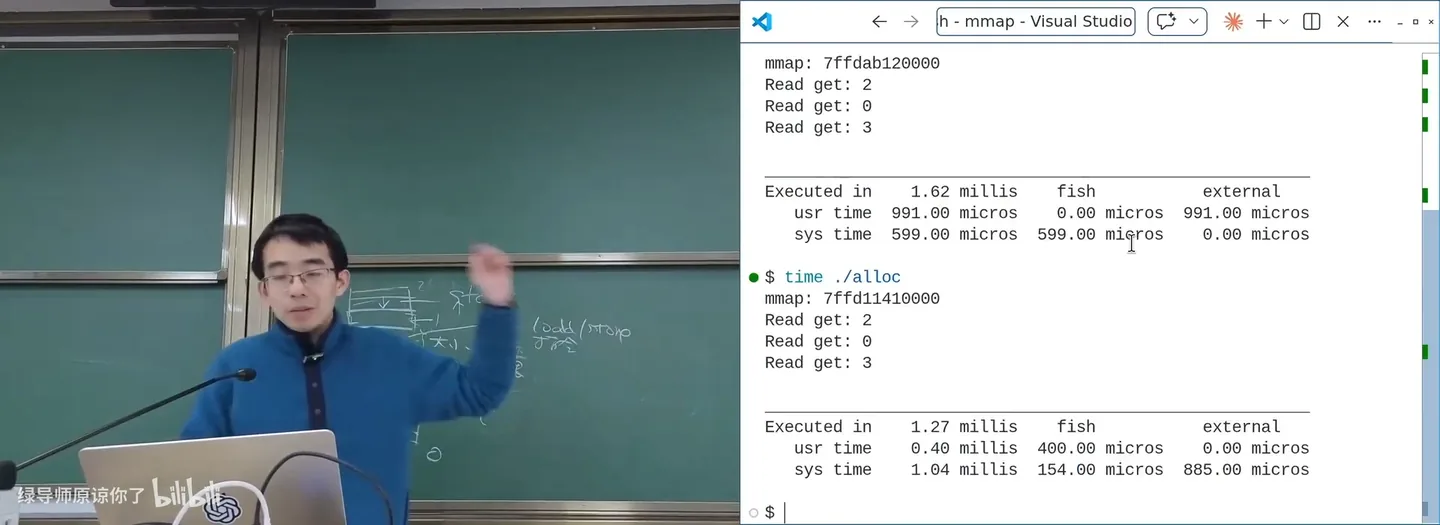 h - mmap - Visual Studio
mmap: 7ffdab120000
Read get: 2
Read get: 0
Read get: 3
Executed in 1.62 millis fish external
usr time 991.00 micros 0.00 micros 991.00 micros
sys time 599.00 micros 599.00 micros 0.00 micros
$ time ./alloc
mmap: 7ffd11410000
Read get: 2
Read get: 0
Read get: 3
Executed in 1.27 millis fish external
usr time 0.40 millis 400.00 micros 0.00 micros
sys time 1.04 millis 154.00 micros 885.00 micros
$
load/store
0
绿导师原谅你了 bilibili